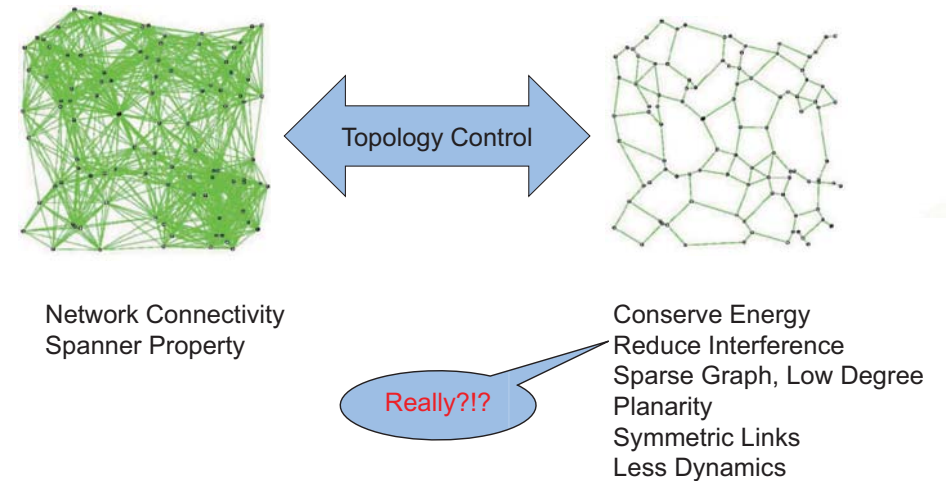 Topology Control
Network Connectivity
Spanner Property
Conserve Energy
Reduce Interference
Sparse Graph, Low Degree
Planarity
Symmetric Links
Less Dynamics
Really?!?